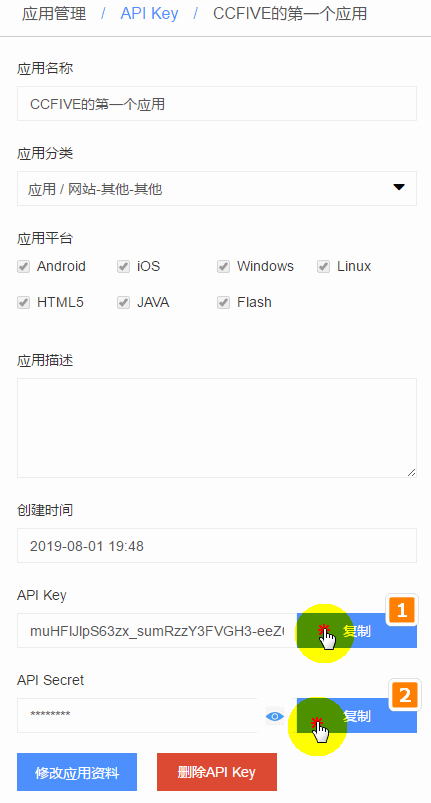 应用管理 / API Key / CCFIVE的第一个应用
应用名称
CCFIVE的第一个应用
应用分类
应用 / 网站-其他-其他
应用平台
Android iOS Windows Linux
HTML5 JAVA Flash
应用描述
创建时间
2019-08-01 19:48
API Key
1
muHFIJlpS63zx_sumRzzY3FVGH3-eeZ 复制
API Secret
2
******** 复制
修改应用资料 删除API Key